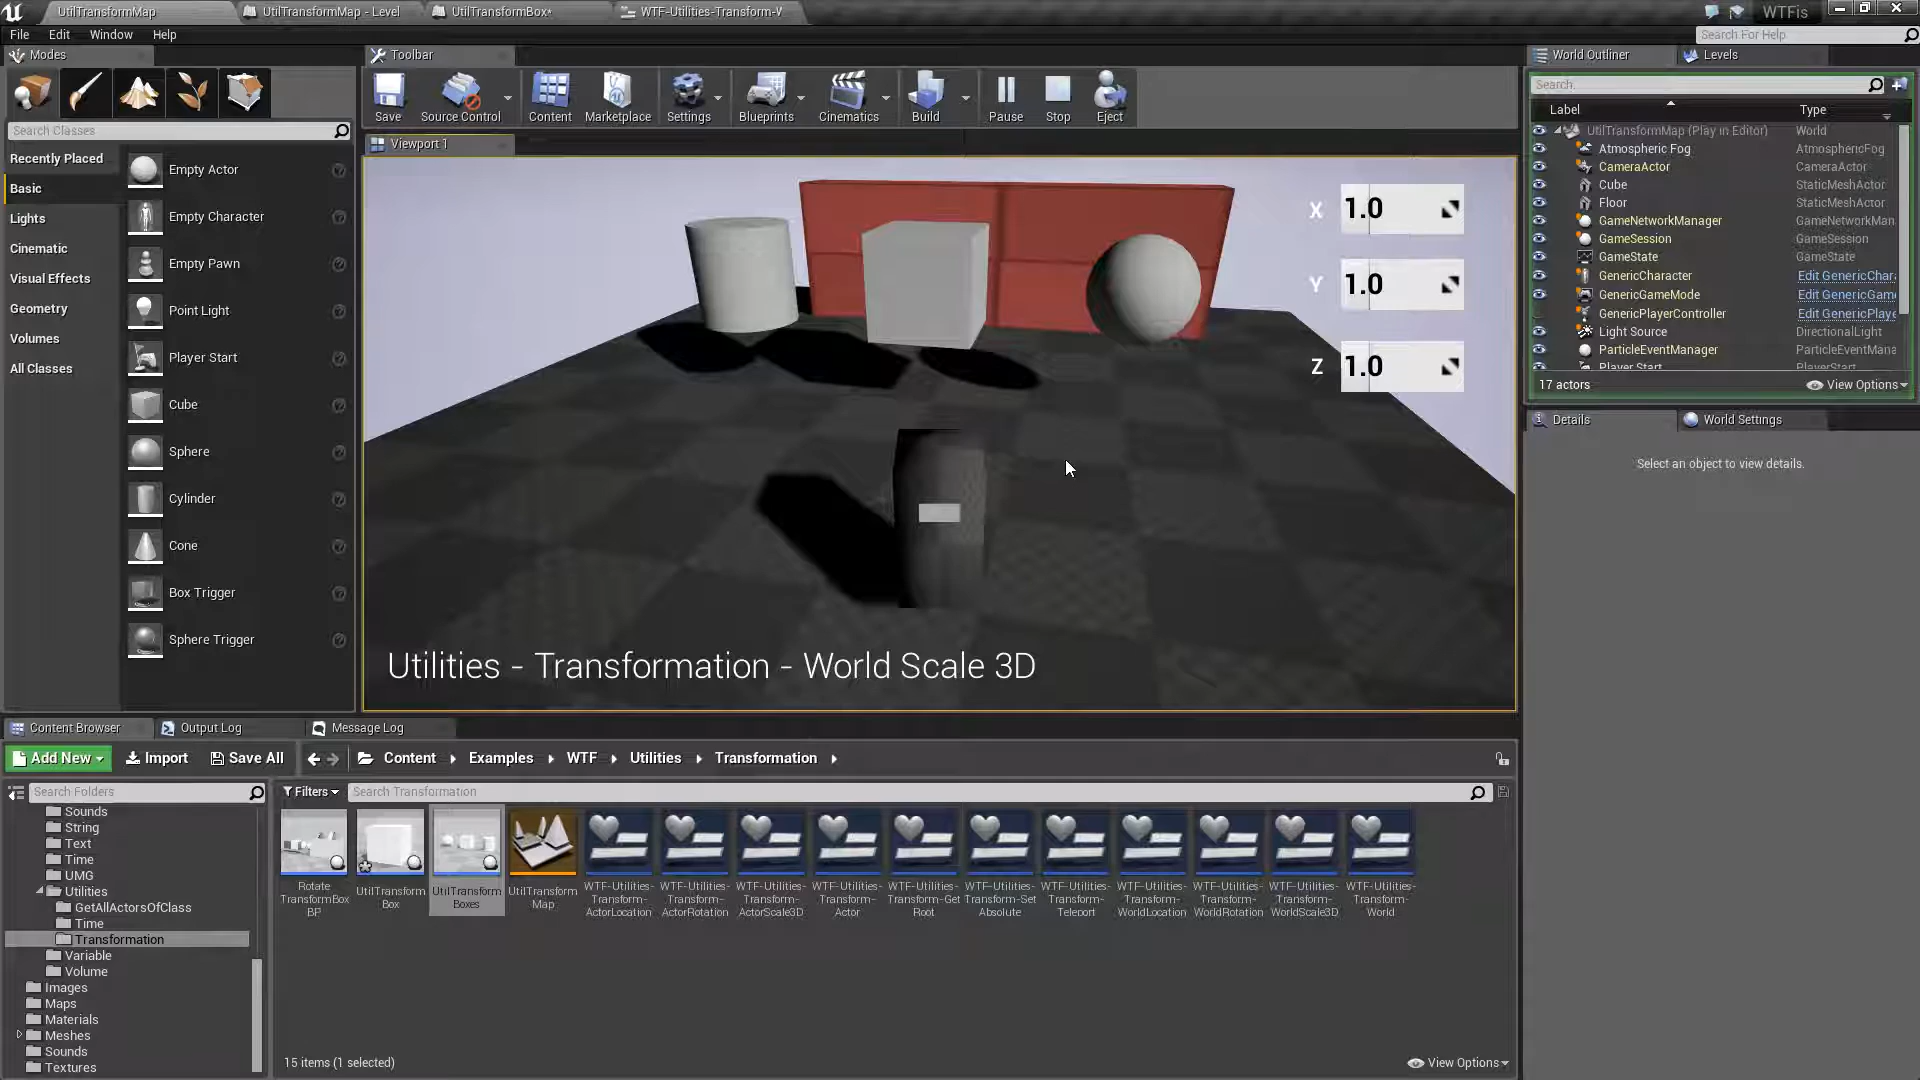 UtilTransformMap
UtilTransformMap - Level
UtilTransformBox*
WTF-Utilities-Transform-W
WTFis
File Edit Window Help
Search For Help
Modes
Toolbar
World Outliner
Levels
Save
Source Control
Content
Marketplace
Settings
Blueprints
Cinematics
Build
Pause
Stop
Eject
Search Classes
Recently Placed
Basic
Lights
Cinematic
Visual Effects
Geometry
Volumes
All Classes
Empty Actor
Empty Character
Empty Pawn
Point Light
Player Start
Cube
Sphere
Cylinder
Cone
Box Trigger
Sphere Trigger
Viewport 1
X 1.0
Y 1.0
Z 1.0
Utilities - Transformation - World Scale 3D
Search...
Label Type
UtilTransformMap (Play in Editor) World
Atmospheric Fog AtmosphericFog
CameraActor CameraActor
Cube StaticMeshActor
Floor StaticMeshActor
GameNetworkManager GameNetworkMan
GameSession GameSession
GameState GameState
GenericCharacter Edit GenericChar
GenericGameMode Edit GenericGame
GenericPlayerController Edit GenericPlaye
Light Source DirectionalLight
ParticleEventManager ParticleEventMana
Player Start PlayerStart
17 actors
View Options
Details
World Settings
Select an object to view details.
Content Browser
Output Log
Message Log
Add New
Import
Save All
Content
Examples
WTF
Utilities
Transformation
Search Folders
Filters
Search Transformation
Sounds
String
Text
Time
UMG
Utilities
GetAllActorsOfClass
Time
Transformation
Variable
Volume
Images
Maps
Materials
Meshes
Sounds
Textures
Rotate
TransformBox
BP
UtilTransform
Box
UtilTransform
Boxes
UtilTransform
Map
WTF-Utilities-
Transform-
ActorLocation
WTF-Utilities-
Transform-
ActorRotation
WTF-Utilities-
Transform-
ActorScale3D
WTF-Utilities-
Transform-
Actor
WTF-Utilities-
Transform-Get
Root
WTF-Utilities-
Transform-Set
Absolute
WTF-Utilities-
Transform-
Teleport
WTF-Utilities-
Transform-
WorldLocation
WTF-Utilities-
Transform-
WorldRotation
WTF-Utilities-
Transform-
WorldScale3D
WTF-Utilities-
Transform-
World
15 items (1 selected)
View Options